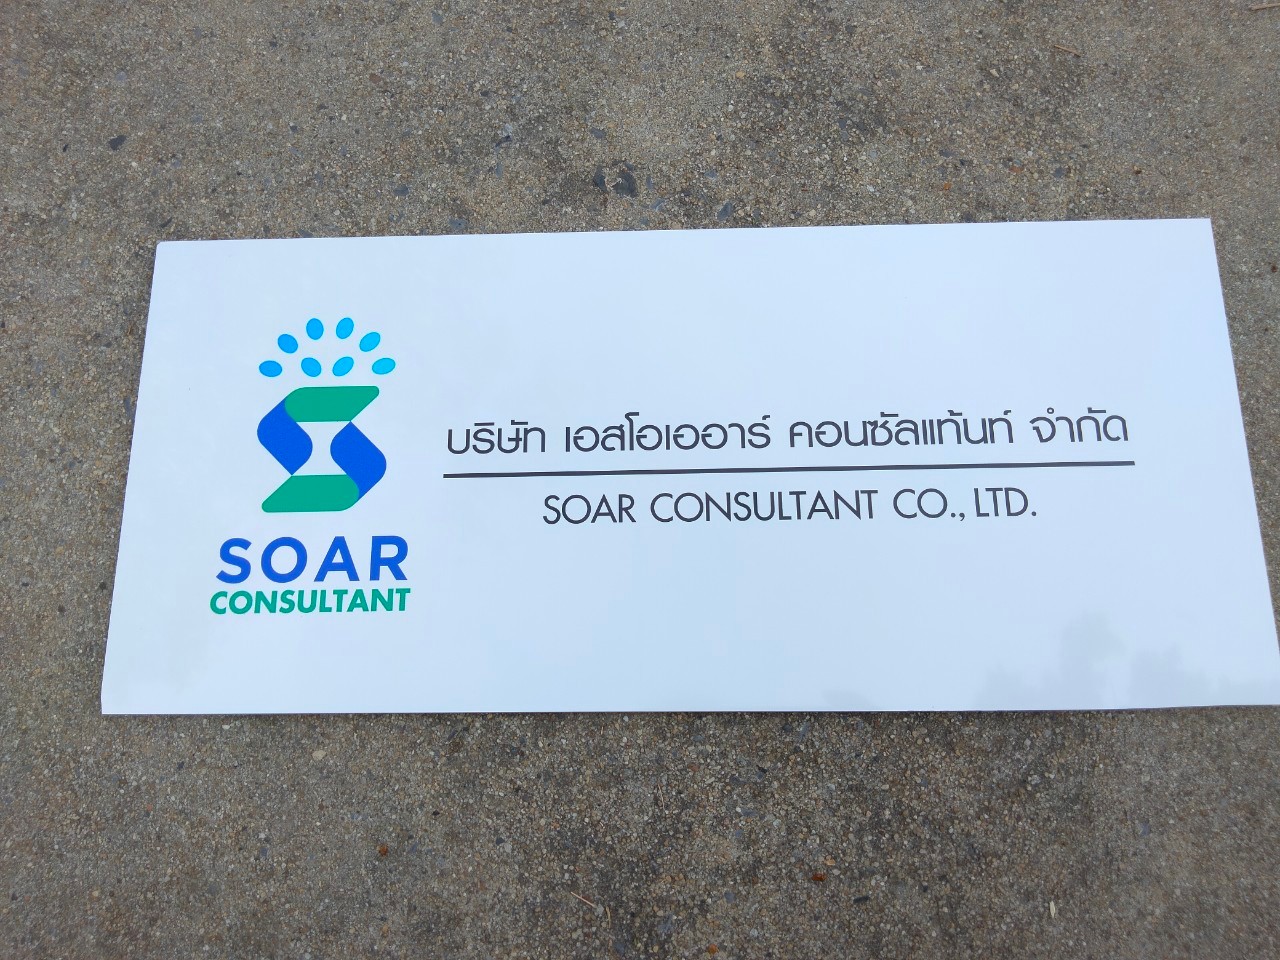 SOAR
CONSULTANT
บริษัท เอสโอเออาร์ คอนซัลแท้นท์ จำกัด
SOAR CONSULTANT CO., LTD.